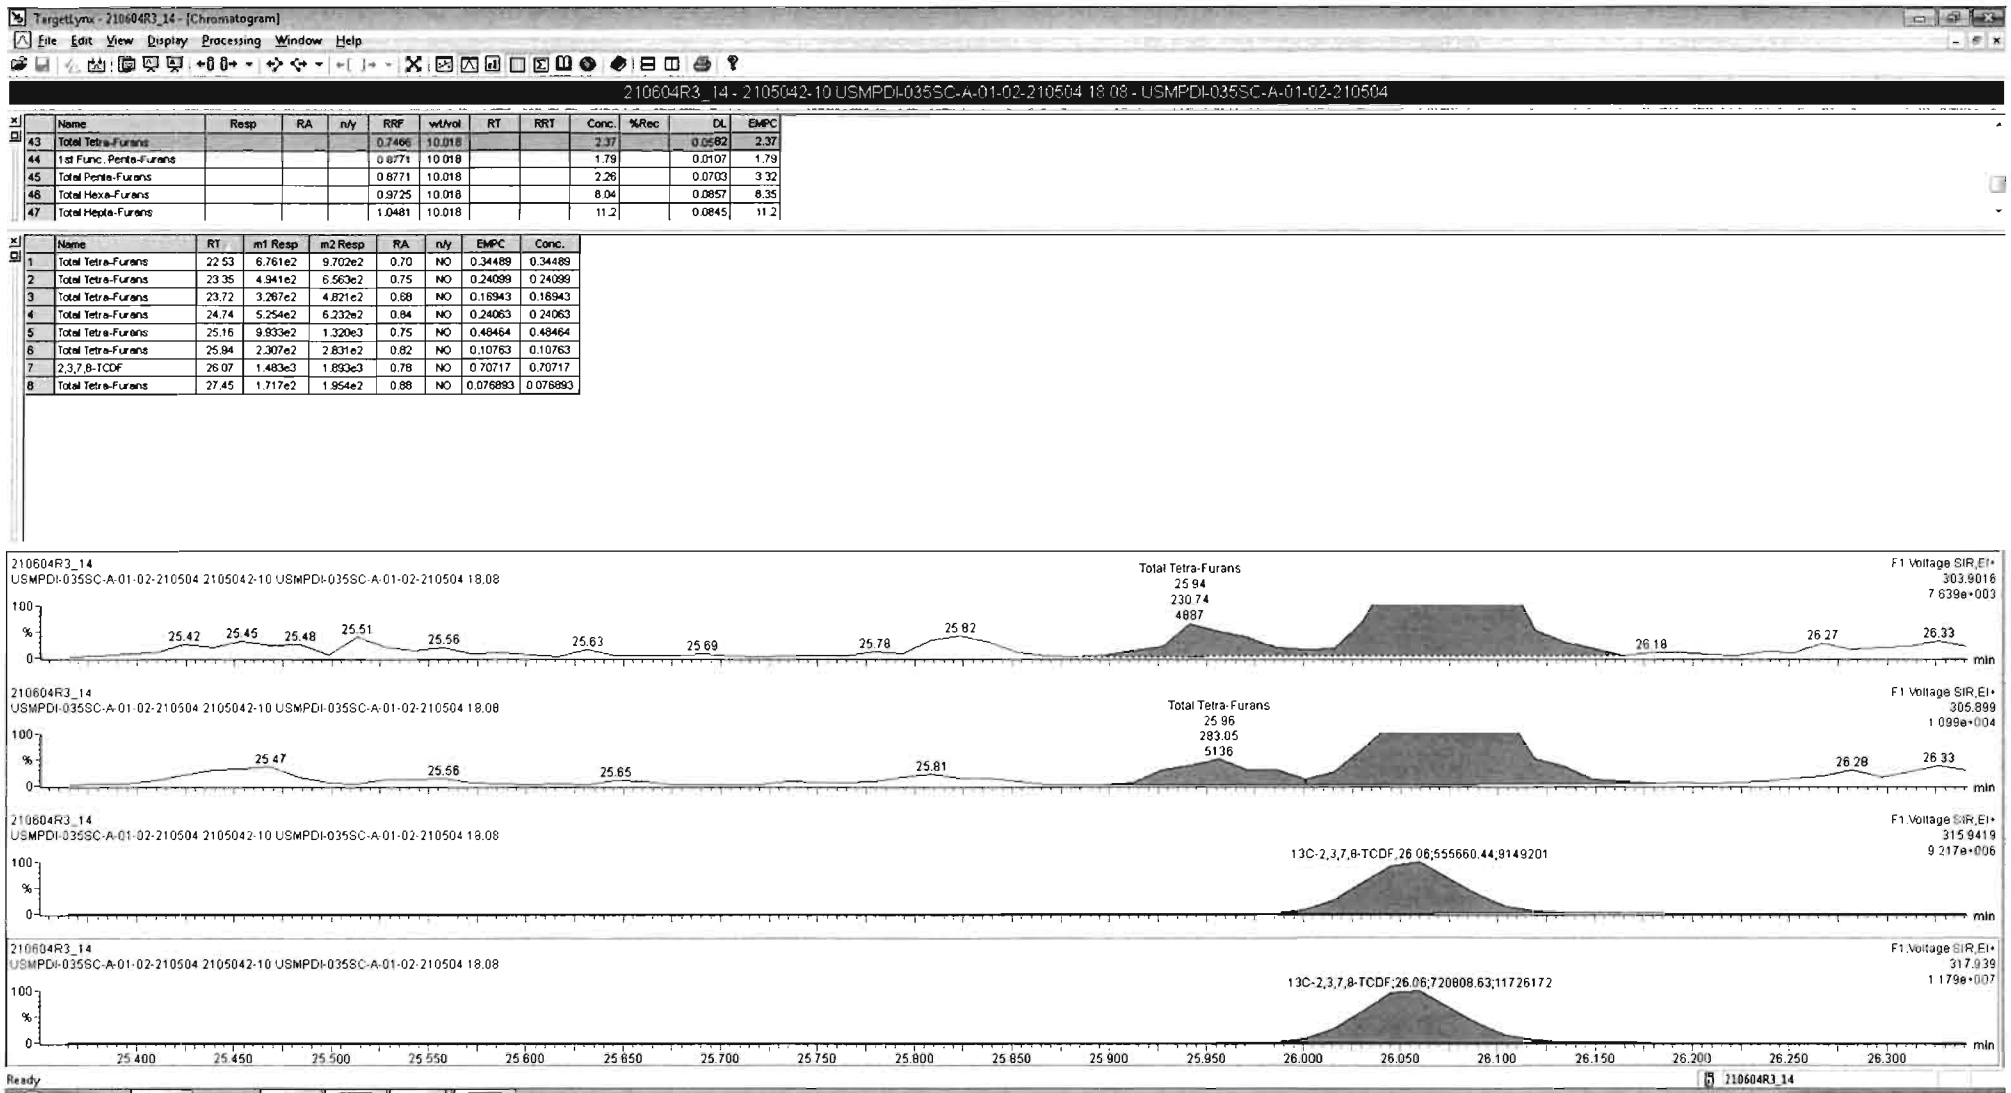 TargetLynx - 210604R3_14 - [Chromatogram]
File Edit View Display Processing Window Help
210604R3_14 - 2105042-10 USMPDI-035SC-A-01-02-210504 18.08 - USMPDI-035SC-A-01-02-210504
Name Resp RA n/y RRF wt/vol RT RRT Conc. %Rec DL EMPC
43 Total Tetra-Furans 0.7466 10.018 2.37 0.0582 2.37
44 1st Func. Penta-Furans 0.8771 10.018 1.79 0.0107 1.79
45 Total Penta-Furans 0.8771 10.018 2.26 0.0703 3.32
46 Total Hexa-Furans 0.9725 10.018 8.04 0.0857 8.35
47 Total Hepta-Furans 1.0481 10.018 11.2 0.0845 11.2
Name RT m1 Resp m2 Resp RA n/y EMPC Conc.
1 Total Tetra-Furans 22.53 6.761e2 9.702e2 0.70 NO 0.34489 0.34489
2 Total Tetra-Furans 23.35 4.941e2 6.563e2 0.75 NO 0.24099 0.24099
3 Total Tetra-Furans 23.72 3.267e2 4.821e2 0.68 NO 0.16943 0.16943
4 Total Tetra-Furans 24.74 5.254e2 6.232e2 0.84 NO 0.24063 0.24063
5 Total Tetra-Furans 25.16 9.933e2 1.320e3 0.75 NO 0.48464 0.48464
6 Total Tetra-Furans 25.94 2.307e2 2.831e2 0.82 NO 0.10763 0.10763
7 2,3,7,8-TCDF 26.07 1.483e3 1.893e3 0.78 NO 0.70717 0.70717
8 Total Tetra-Furans 27.45 1.717e2 1.954e2 0.88 NO 0.076893 0.076893
210604R3_14
USMPDI-035SC-A-01-02-210504 2105042-10 USMPDI-035SC-A-01-02-210504 18.08
F1 Voltage SIR,EI+
303.9016
7.639e+003
Total Tetra-Furans
25.94
230.74
4887
100
%
0
25.42 25.45 25.48 25.51 25.56 25.63 25.69 25.78 25.82 26.18 26.27 26.33
min
210604R3_14
USMPDI-035SC-A-01-02-210504 2105042-10 USMPDI-035SC-A-01-02-210504 18.08
F1 Voltage SIR,EI+
305.899
1.099e+004
Total Tetra-Furans
25.96
283.05
5136
100
%
0
25.47 25.56 25.65 25.81 26.28 26.33
min
210604R3_14
USMPDI-035SC-A-01-02-210504 2105042-10 USMPDI-035SC-A-01-02-210504 18.08
F1.Voltage SIR,EI+
315.9419
9.217e+006
13C-2,3,7,8-TCDF;26.06;555660.44;9149201
100
%
0
min
210604R3_14
USMPDI-035SC-A-01-02-210504 2105042-10 USMPDI-035SC-A-01-02-210504 18.08
F1.Voltage SIR,EI+
317.939
1.179e+007
13C-2,3,7,8-TCDF;26.06;720808.63;11726172
100
%
0
min
25.400 25.450 25.500 25.550 25.600 25.650 25.700 25.750 25.800 25.850 25.900 25.950 26.000 26.050 26.100 26.150 26.200 26.250 26.300
Ready
210604R3_14